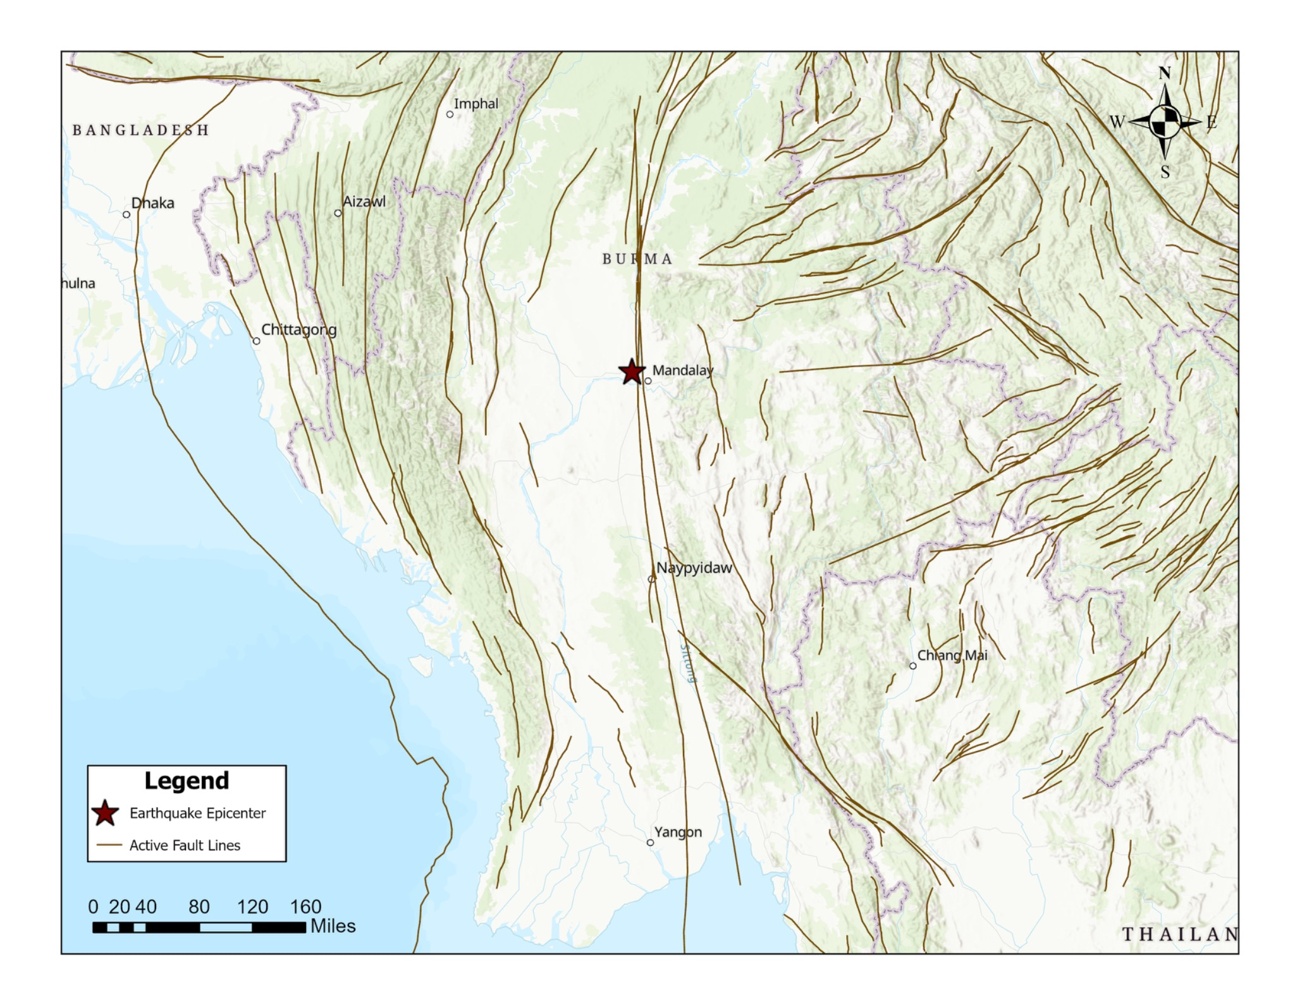 N
W E
S
Imphal
BANGLADESH
Dhaka
Aizawl
BURMA
hulna
Chittagong
Mandalay
Naypyidaw
Sittong
Chiang Mai
Yangon
THAILAN
Legend
Earthquake Epicenter
Active Fault Lines
0 20 40 80 120 160
Miles